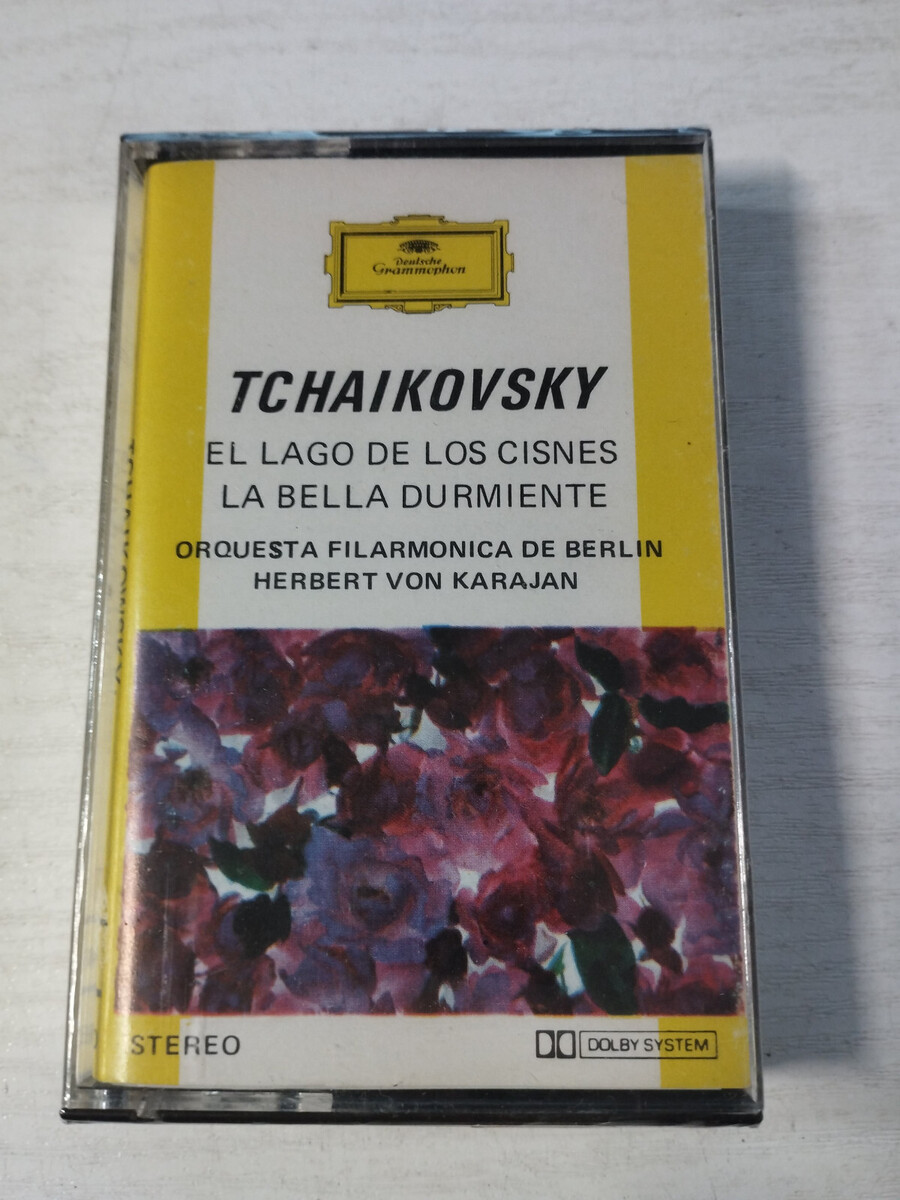 Deutsche
Grammophon
TCHAIKOVSKY
EL LAGO DE LOS CISNES
LA BELLA DURMIENTE
ORQUESTA FILARMONICA DE BERLIN
HERBERT VON KARAJAN
STEREO
DOLBY SYSTEM